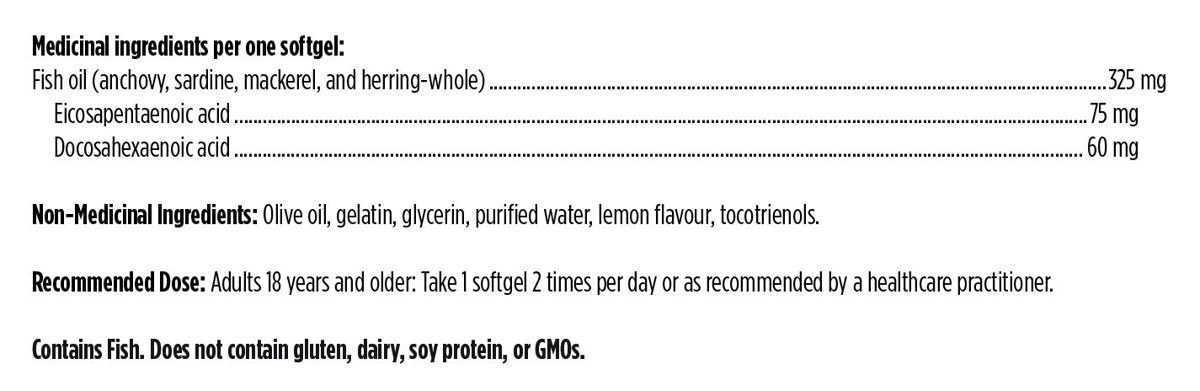 Medicinal ingredients per one softgel:
Fish oil (anchovy, sardine, mackerel, and herring-whole)........................325 mg
Eicosapentaenoic acid........................75 mg
Docosahexaenoic acid........................60 mg
Non-Medicinal Ingredients: Olive oil, gelatin, glycerin, purified water, lemon flavour, tocotrienols.
Recommended Dose: Adults 18 years and older: Take 1 softgel 2 times per day or as recommended by a healthcare practitioner.
Contains Fish. Does not contain gluten, dairy, soy protein, or GMOs.